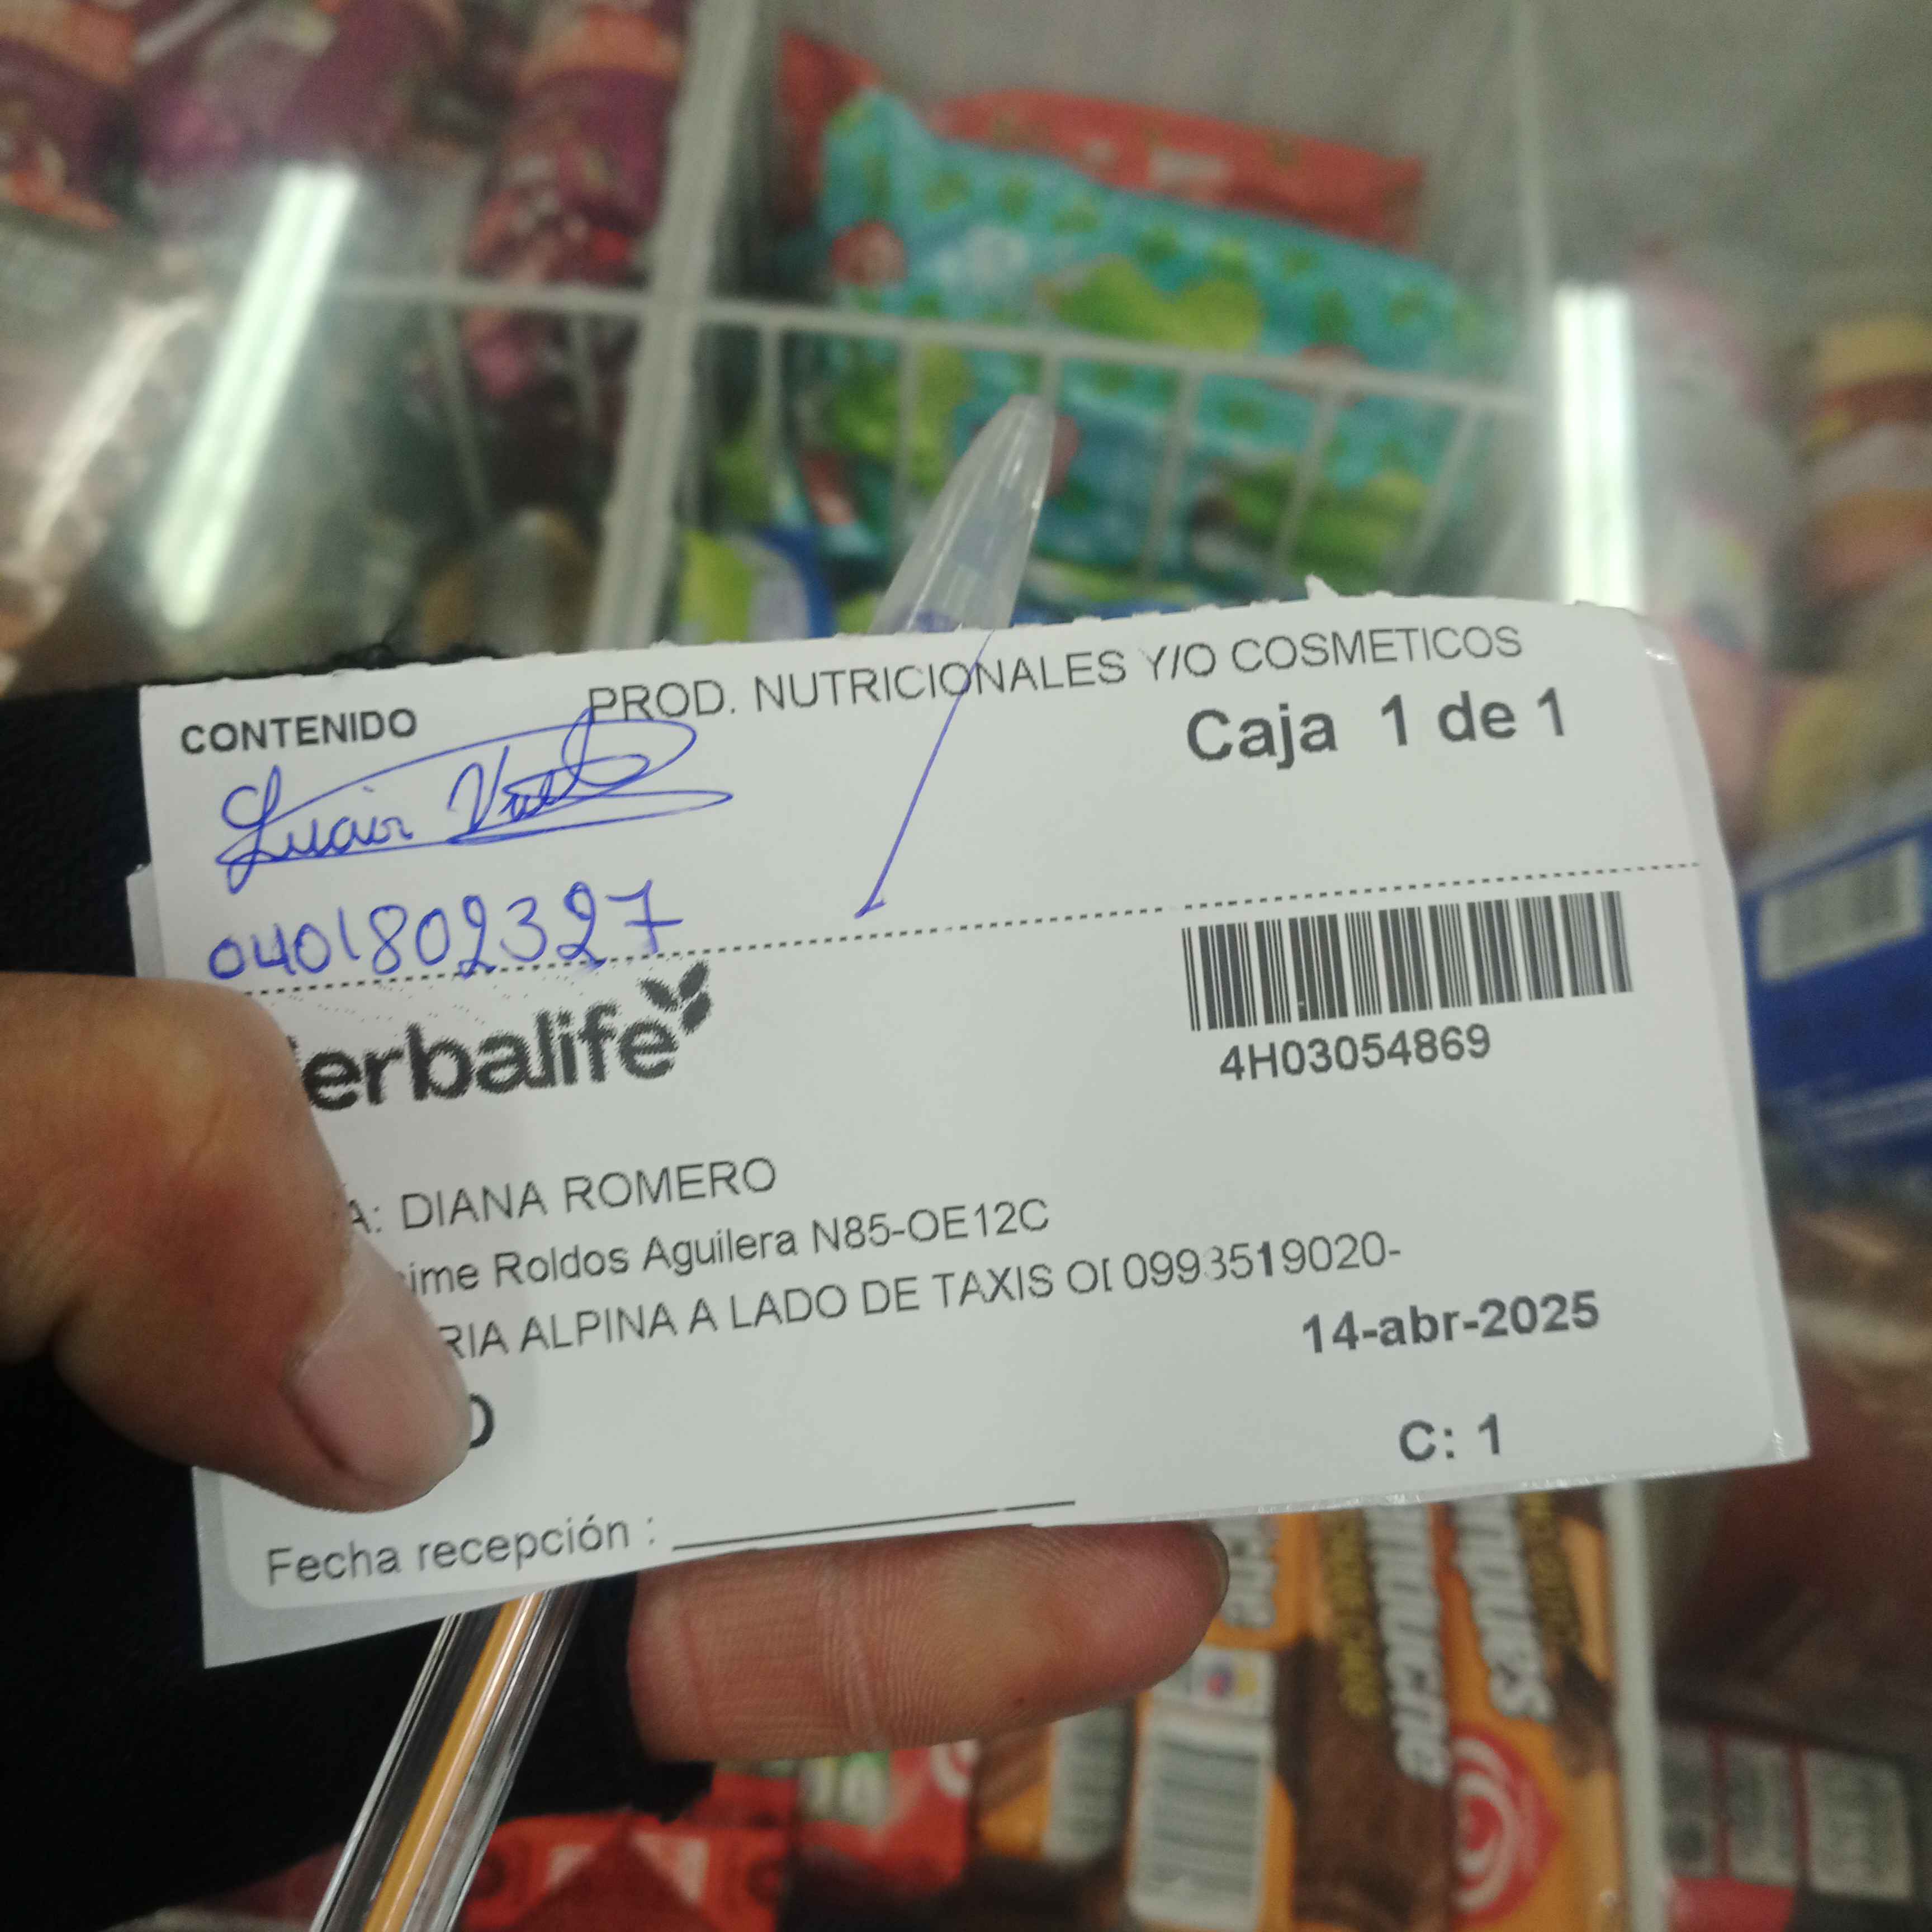 CONTENIDO PROD. NUTRICIONALES Y/O COSMETICOS
Caja 1 de 1
0401802327
erbalife
4H03054869
A: DIANA ROMERO
ime Roldos Aguilera N85-OE12C
RIA ALPINA A LADO DE TAXIS 0993519020-
14-abr-2025
O
C: 1
Fecha recepción :